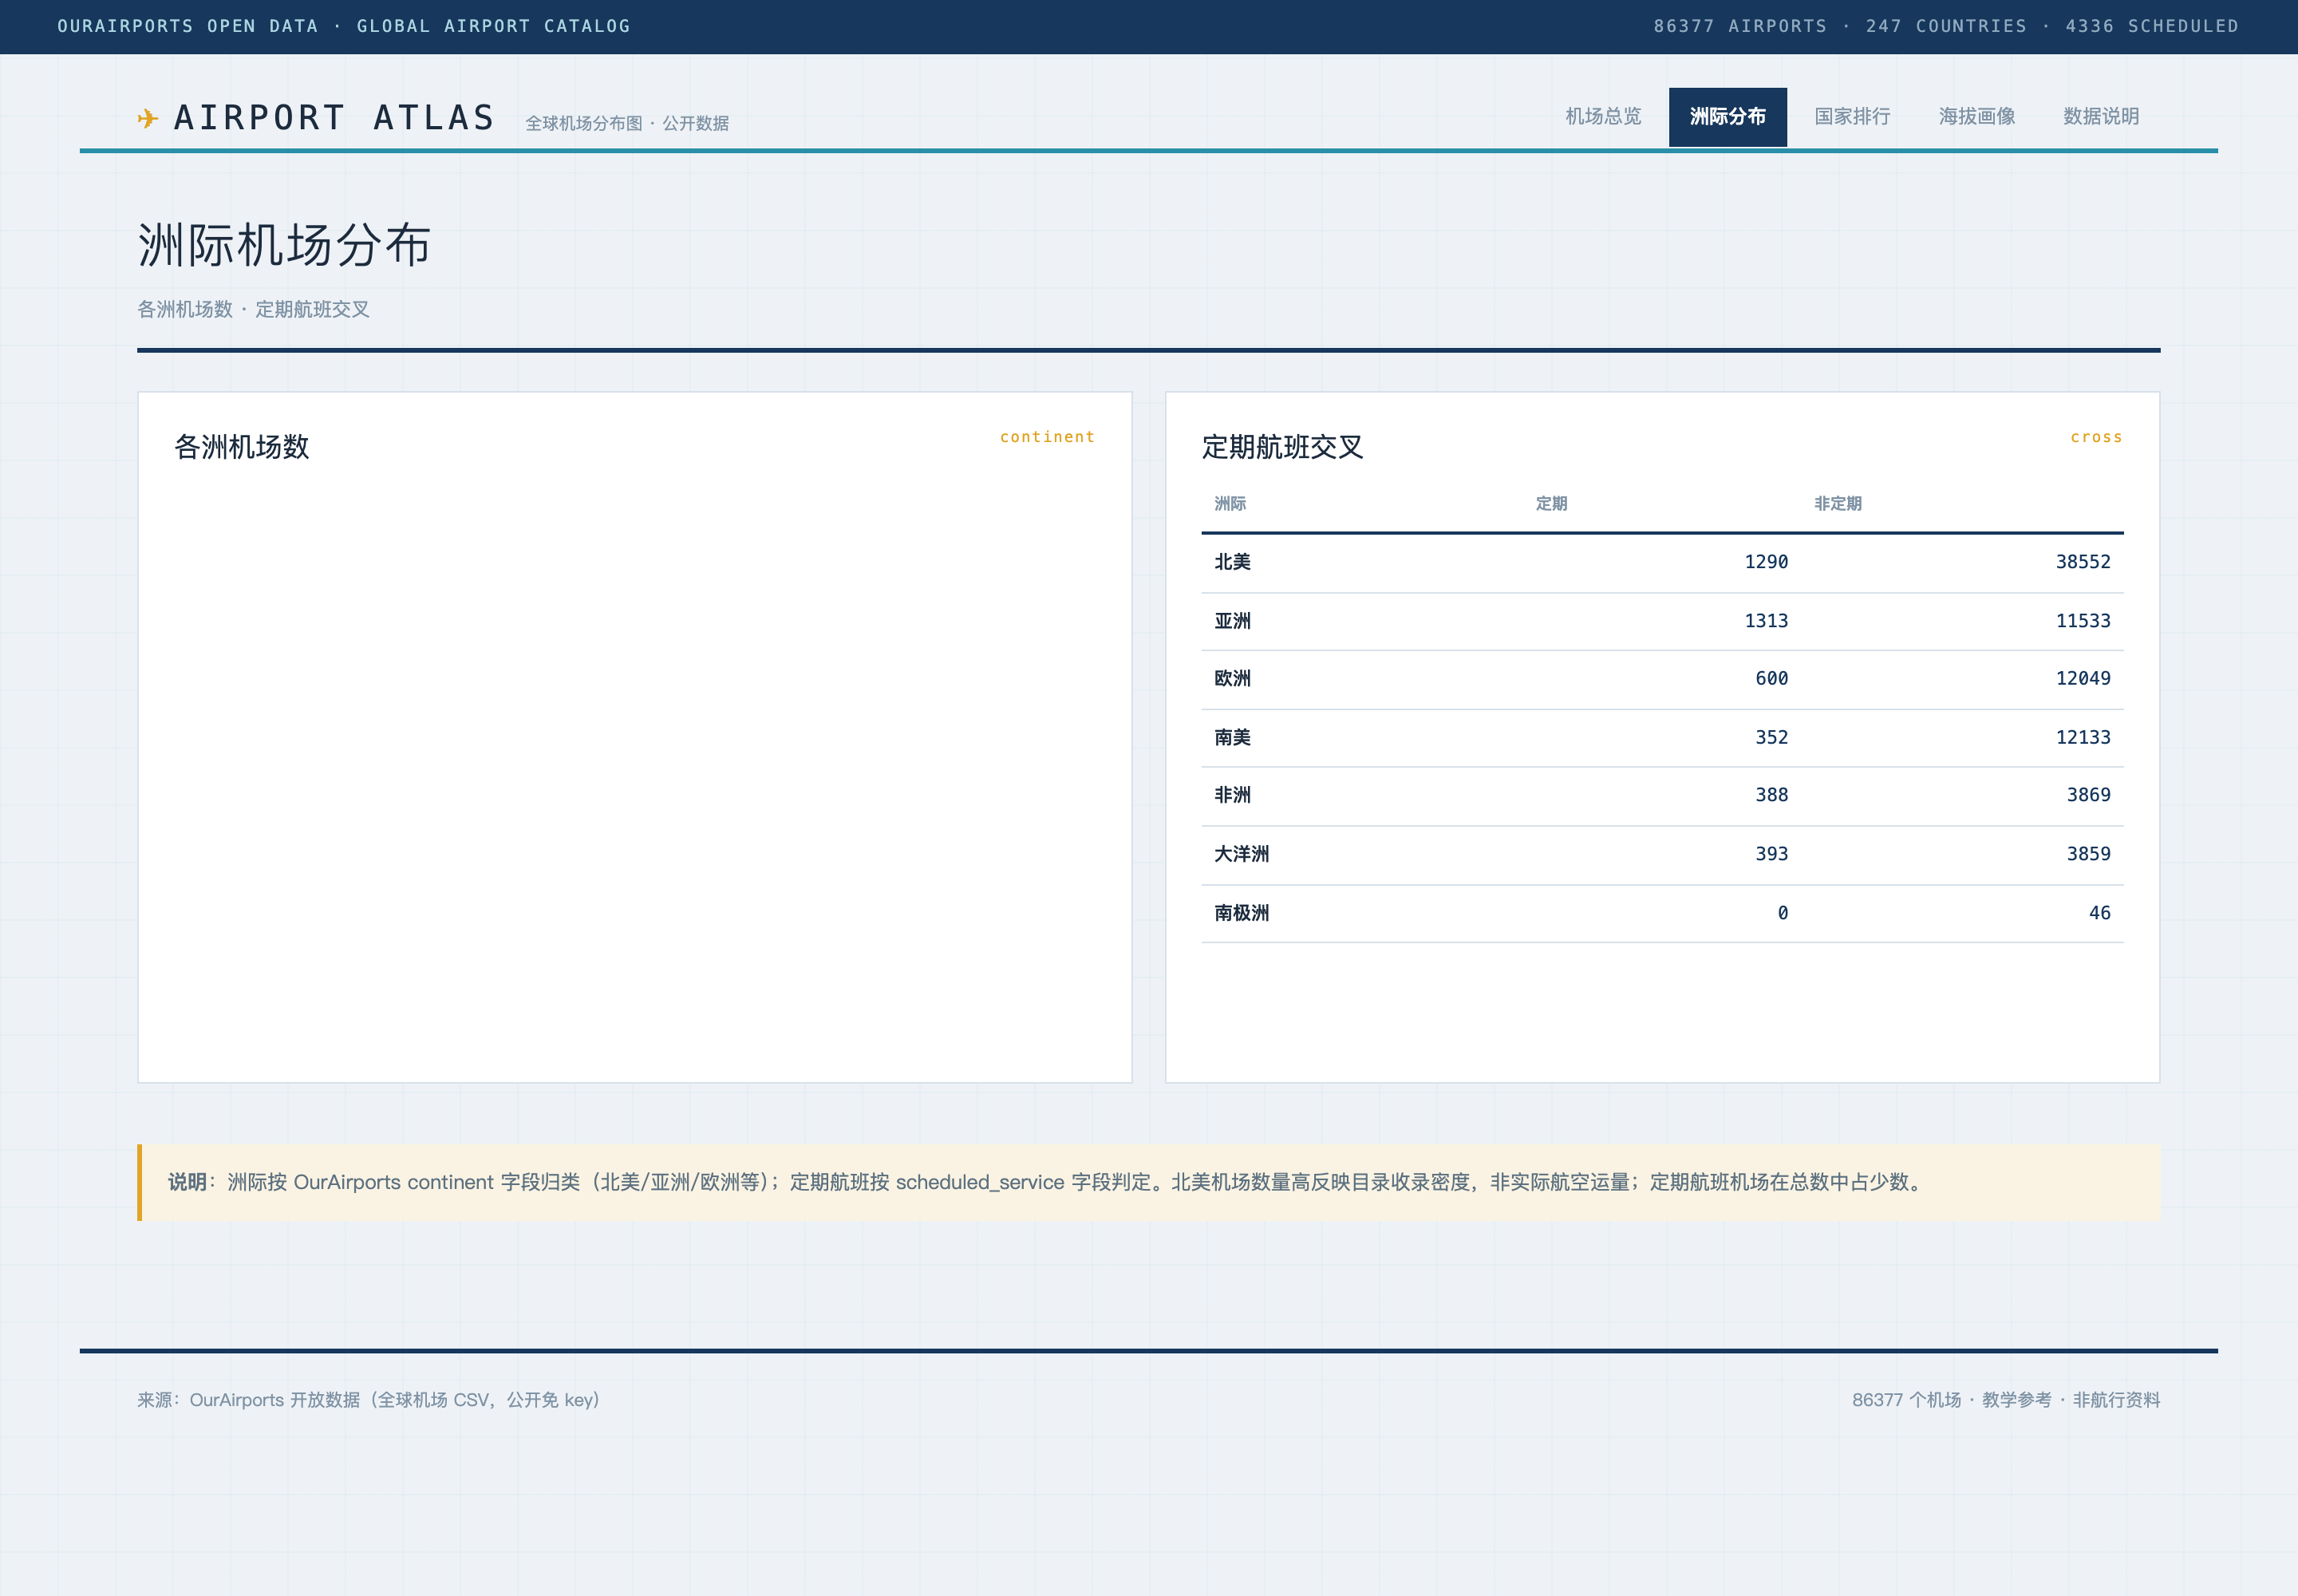 OURAIRPORTS OPEN DATA · GLOBAL AIRPORT CATALOG
86377 AIRPORTS · 247 COUNTRIES · 4336 SCHEDULED
✈ AIRPORT ATLAS 全球机场分布图 · 公开数据
机场总览 洲际分布 国家排行 海拔画像 数据说明
洲际机场分布
各洲机场数 · 定期航班交叉
各洲机场数 continent
定期航班交叉 cross
洲际 定期 非定期
北美 1290 38552
亚洲 1313 11533
欧洲 600 12049
南美 352 12133
非洲 388 3869
大洋洲 393 3859
南极洲 0 46
说明：洲际按 OurAirports continent 字段归类（北美/亚洲/欧洲等）；定期航班按 scheduled_service 字段判定。北美机场数量高反映目录收录密度，非实际航空运量；定期航班机场在总数中占少数。
来源：OurAirports 开放数据（全球机场 CSV，公开免 key）
86377 个机场 · 教学参考 · 非航行资料